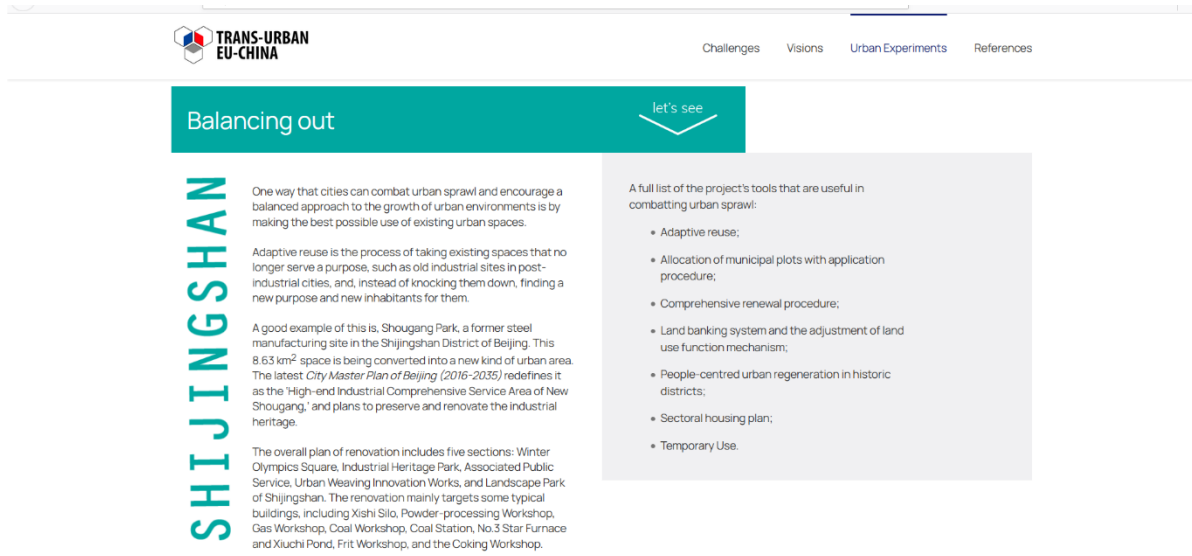 TRANS-URBAN
EU-CHINA
Challenges
Visions
Urban Experiments
References
Balancing out
let's see
SHIJINGSHAN
One way that cities can combat urban sprawl and encourage a
balanced approach to the growth of urban environments is by
making the best possible use of existing urban spaces.
Adaptive reuse is the process of taking existing spaces that no
longer serve a purpose, such as old industrial sites in post-
industrial cities, and, instead of knocking them down, finding a
new purpose and new inhabitants for them.
A good example of this is, Shougang Park, a former steel
manufacturing site in the Shijingshan District of Beijing. This
8.63 km² space is being converted into a new kind of urban area.
The latest City Master Plan of Beijing (2016-2035) redefines it
as the 'High-end Industrial Comprehensive Service Area of New
Shougang,' and plans to preserve and renovate the industrial
heritage.
The overall plan of renovation includes five sections: Winter
Olympics Square, Industrial Heritage Park, Associated Public
Service, Urban Weaving Innovation Works, and Landscape Park
of Shijingshan. The renovation mainly targets some typical
buildings, including Xishi Silo, Powder-processing Workshop,
Gas Workshop, Coal Workshop, Coal Station, No.3 Star Furnace
and Xiuchi Pond, Frit Workshop, and the Coking Workshop.
A full list of the project's tools that are useful in
combatting urban sprawl:
• Adaptive reuse;
• Allocation of municipal plots with application
procedure;
• Comprehensive renewal procedure;
• Land banking system and the adjustment of land
use function mechanism;
• People-centred urban regeneration in historic
districts;
• Sectoral housing plan;
• Temporary Use.